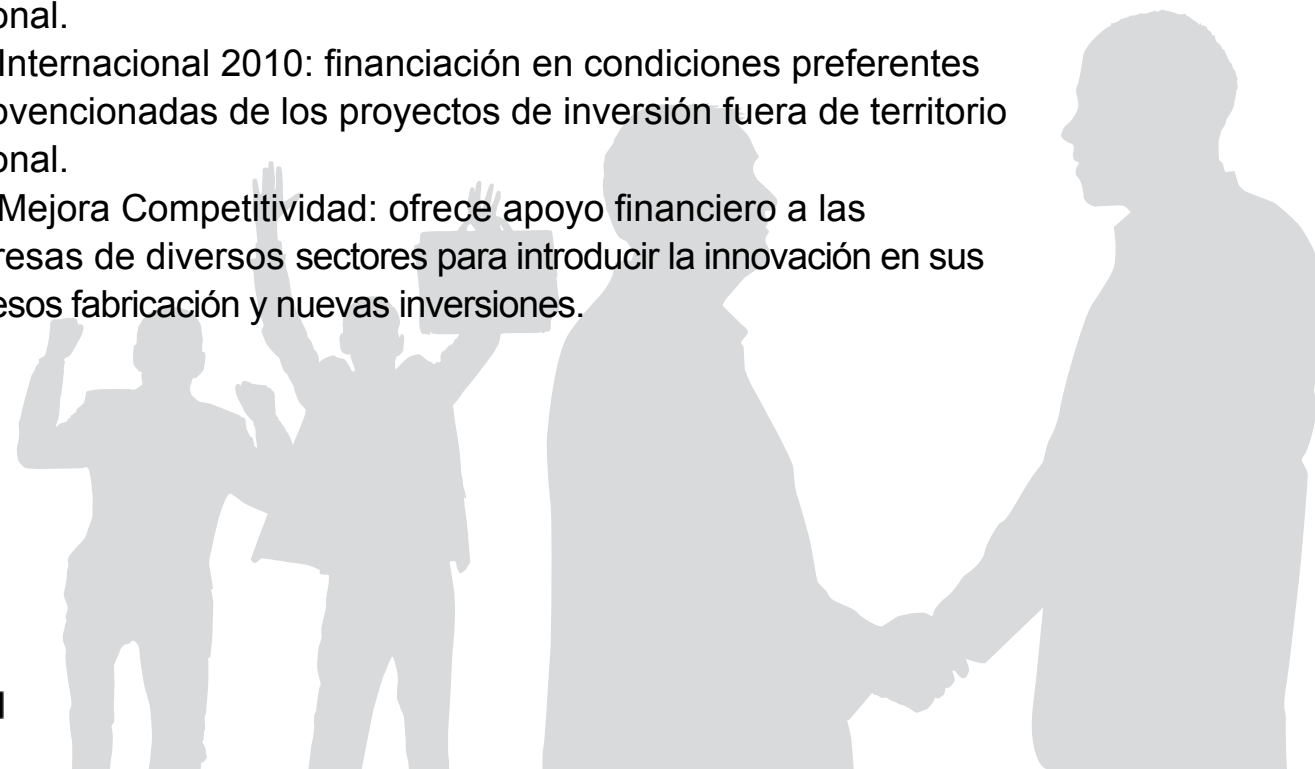 onal.
Internacional 2010: financiación en condiciones preferentes
ovencionadas de los proyectos de inversión fuera de territorio
onal.
Mejora Competitividad: ofrece apoyo financiero a las
resas de diversos sectores para introducir la innovación en sus
esos fabricación y nuevas inversiones.